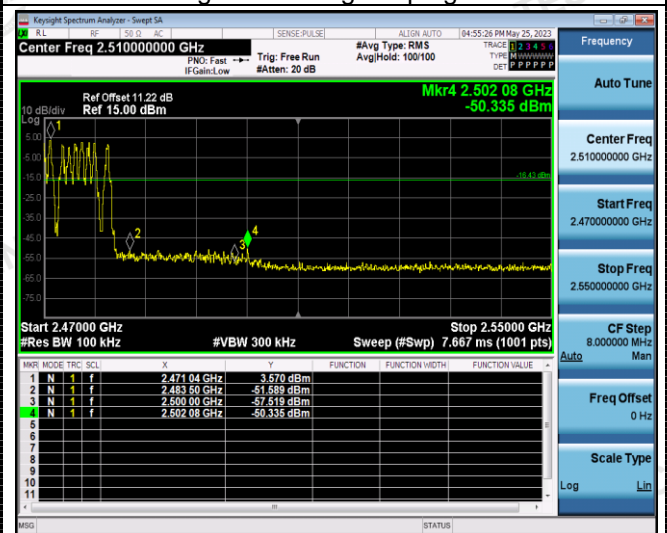 Keysight Spectrum Analyzer - Swept SA
RL RF 50 Ω AC SENSE:PULSE ALIGN AUTO 04:55:26 PM May 25, 2023
Center Freq 2.510000000 GHz
PNO: Fast
IFGain:Low
Trig: Free Run
#Atten: 20 dB
#Avg Type: RMS
Avg|Hold: 100/100
TRACE 1 2 3 4 5 6
TYPE M WWWWW
DET P P P P P P
Frequency
Auto Tune
Center Freq
2.510000000 GHz
Start Freq
2.470000000 GHz
Stop Freq
2.550000000 GHz
CF Step
8.000000 MHz
Auto Man
Freq Offset
0 Hz
Scale Type
Log Lin
Mkr4 2.502 08 GHz
-50.335 dBm
Ref Offset 11.22 dB
10 dB/div Ref 15.00 dBm
Log
5.00
-5.00
-15.0
-25.0
-35.0
-45.0
-55.0
-65.0
-75.0
1
2
3
4
-16.43 dBm
Start 2.47000 GHz Stop 2.55000 GHz
#Res BW 100 kHz #VBW 300 kHz Sweep (#Swp) 7.667 ms (1001 pts)
MKR MODE TRC SCL X Y FUNCTION FUNCTION WIDTH FUNCTION VALUE
1 N 1 f 2.471 04 GHz 3.570 dBm
2 N 1 f 2.483 50 GHz -51.589 dBm
3 N 1 f 2.500 00 GHz -57.519 dBm
4 N 1 f 2.502 08 GHz -50.335 dBm
5
6
7
8
9
10
11
MSG STATUS